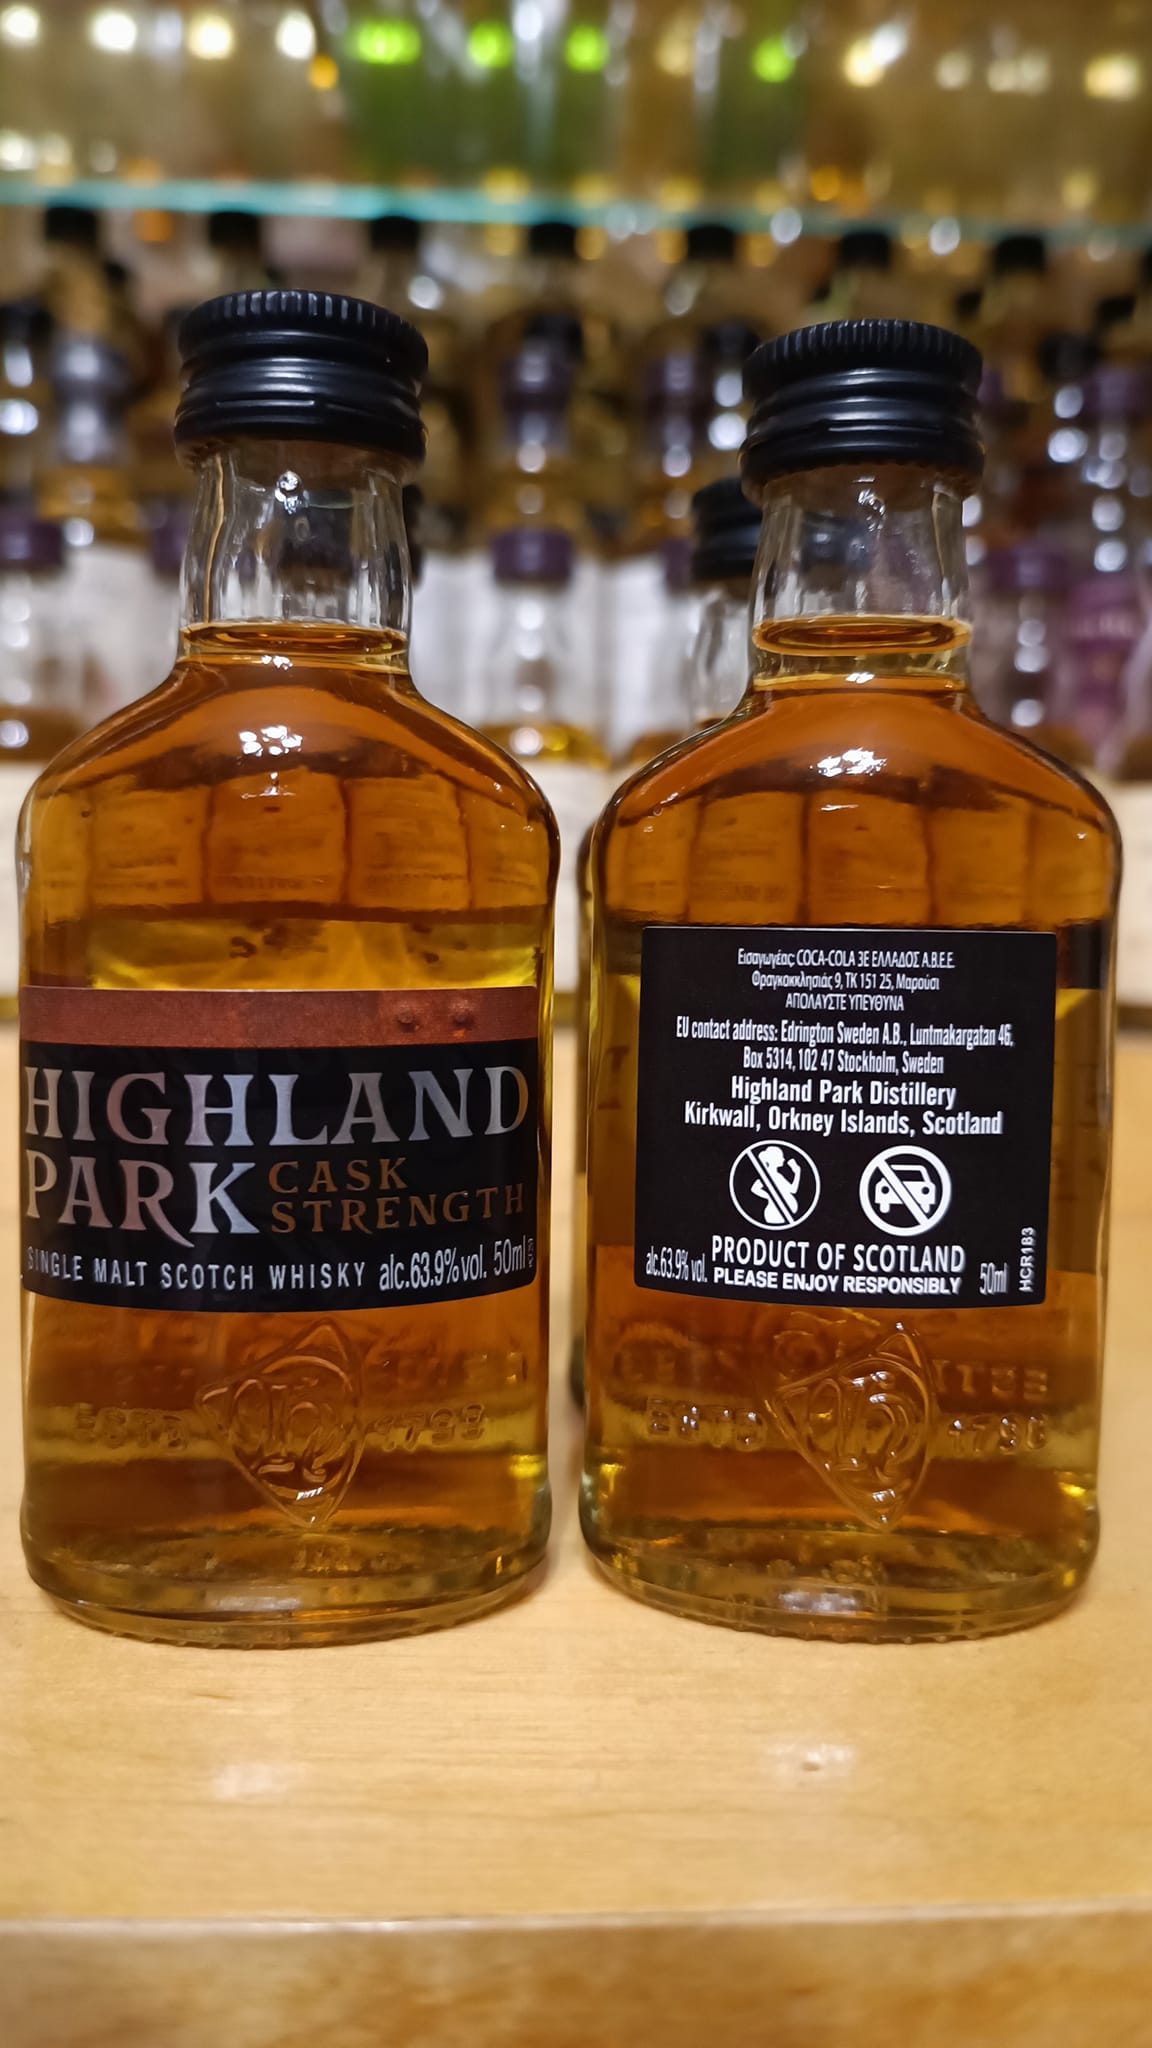 HIGHLAND
PARK CASK
STRENGTH
SINGLE MALT SCOTCH WHISKY alc.63.9%vol. 50ml
ESTD 1798
Εισαγωγέας: COCA-COLA 3E ΕΛΛΑΔΟΣ Α.Β.Ε.Ε.
Φραγκοκκλησιάς 9, ΤΚ 151 25, Μαρούσι
ΑΠΟΛΑΥΣΤΕ ΥΠΕΥΘΥΝΑ
EU contact address: Edrington Sweden A.B., Luntmakargatan 46,
Box 5314, 102 47 Stockholm, Sweden
Highland Park Distillery
Kirkwall, Orkney Islands, Scotland
alc.63.9% vol. PRODUCT OF SCOTLAND
PLEASE ENJOY RESPONSIBLY 50ml
HCR1B3
ESTD 1798